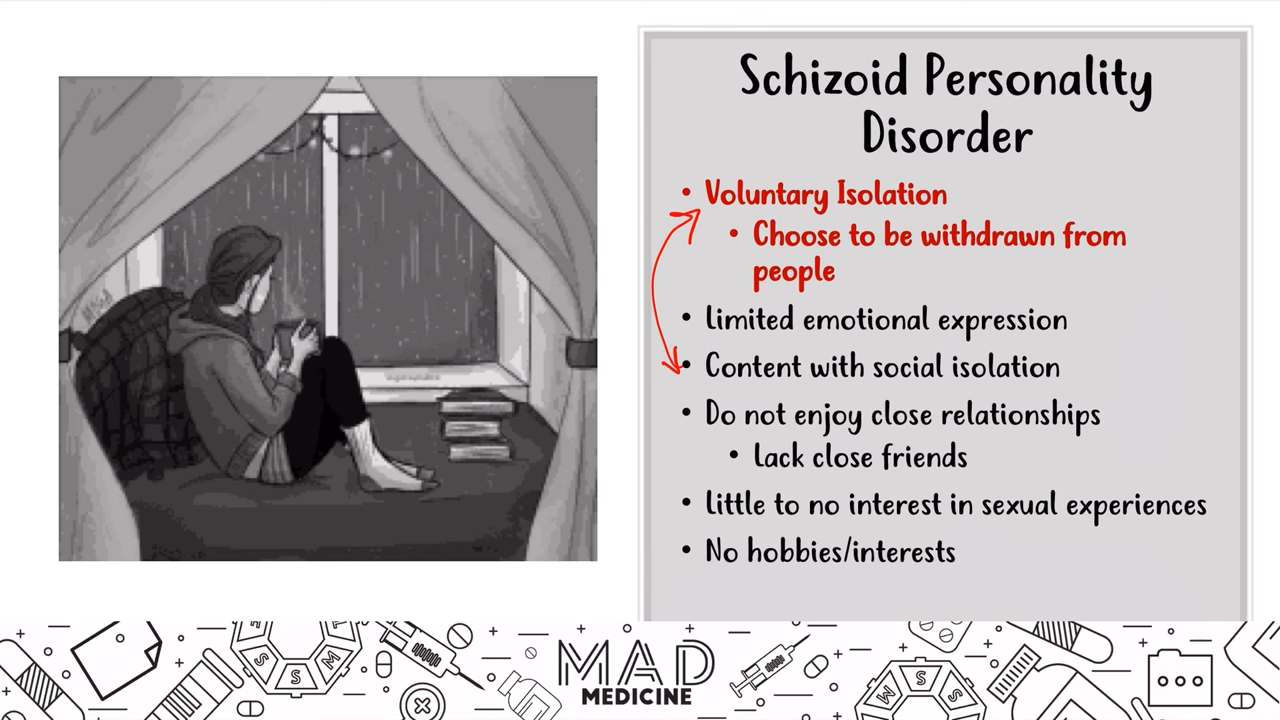 Schizoid Personality
Disorder
• Voluntary Isolation
• Choose to be withdrawn from
people
• Limited emotional expression
• Content with social isolation
• Do not enjoy close relationships
• Lack close friends
• Little to no interest in sexual experiences
• No hobbies/interests
MAD
MEDICINE